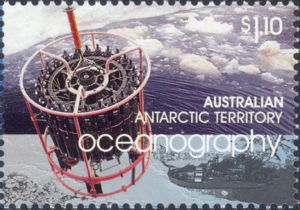 $1.10
AUSTRALIAN
ANTARCTIC TERRITORY
oceanography